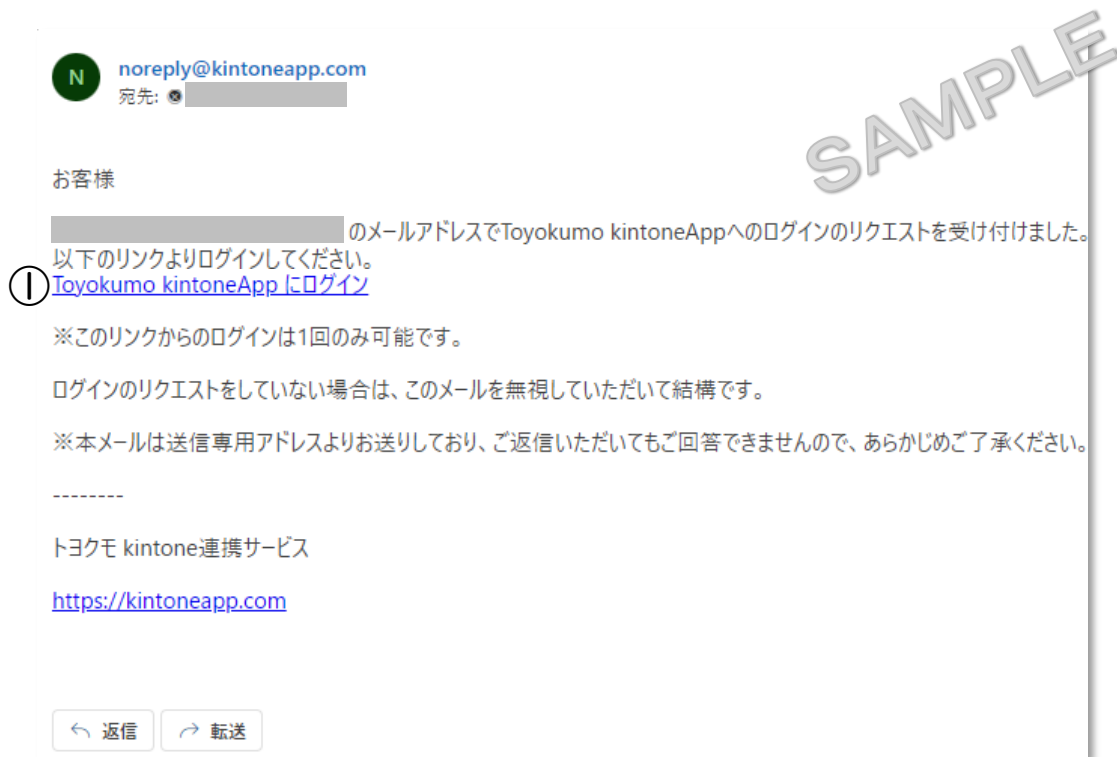 SAMPLE
N
noreply@kintoneapp.com
宛先:
お客様
のメールアドレスでToyokumo kintoneAppへのログインのリクエストを受け付けました。
以下のリンクよりログインしてください。
① Toyokumo kintoneApp にログイン
※このリンクからのログインは1回のみ可能です。
ログインのリクエストをしていない場合は、このメールを無視していただいて結構です。
※本メールは送信専用アドレスよりお送りしており、ご返信いただいてもご回答できませんので、あらかじめご了承ください。
--------
トヨクモ kintone連携サービス
https://kintoneapp.com
返信 転送